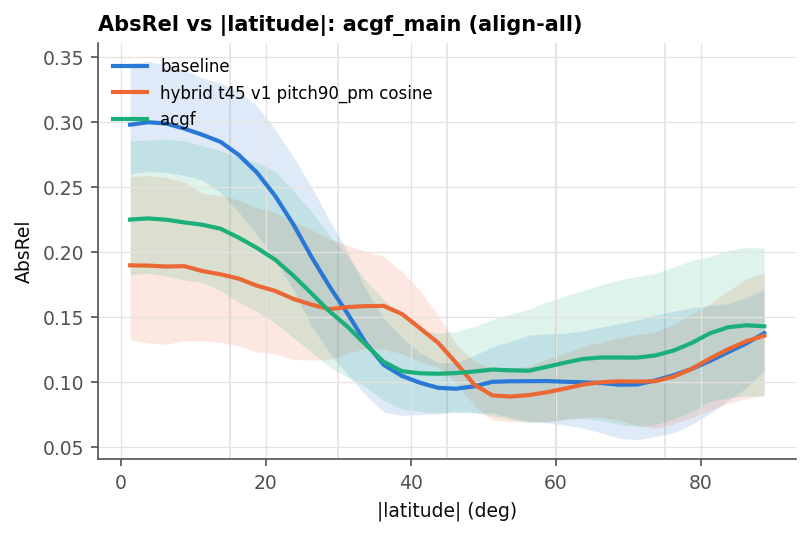 AbsRel vs |latitude|: acgf_main (align-all)
baseline
hybrid t45 v1 pitch90_pm cosine
acgf
0.35
0.30
0.25
0.20
0.15
0.10
0.05
AbsRel
0 20 40 60 80
|latitude| (deg)